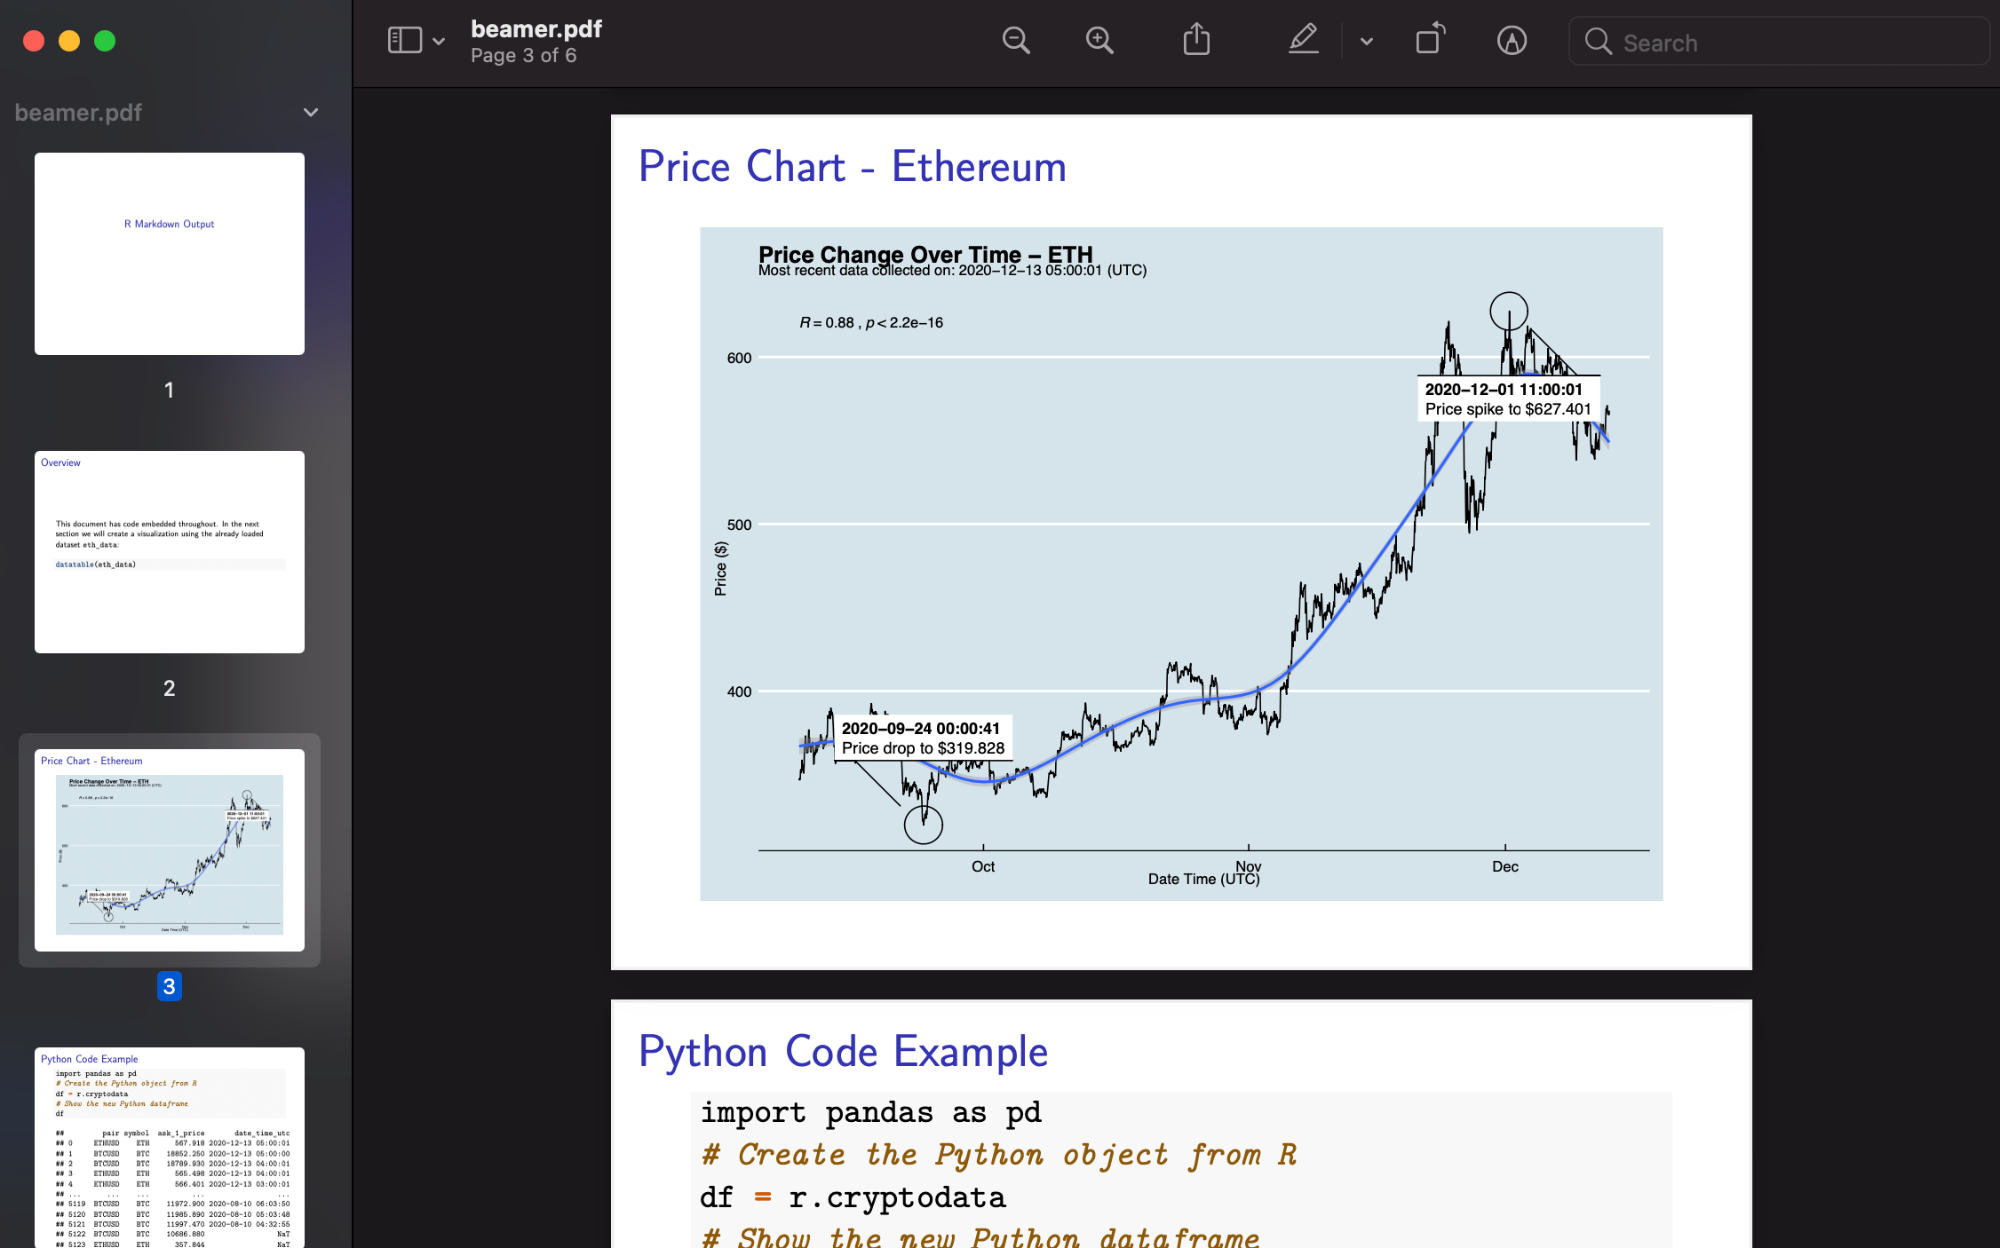 beamer.pdf
Page 3 of 6
Search
beamer.pdf
R Markdown Output
1
Overview
This document has code embedded throughout. In the next
section we will create a visualization using the already loaded
dataset eth_data:
datatable(eth_data)
2
Price Chart - Ethereum
Price Change Over Time – ETH
3
Python Code Example
import pandas as pd
# Create the Python object from R
df = r.cryptodata
# Show the new Python dataframe
df
## pair symbol ask_1_price date_time_utc
## 0 ETHUSD ETH 567.918 2020-12-13 05:00:01
## 1 BTCUSD BTC 18852.250 2020-12-13 05:00:00
## 2 BTCUSD BTC 18789.930 2020-12-13 04:00:01
## 3 ETHUSD ETH 565.498 2020-12-13 04:00:01
## 4 ETHUSD ETH 566.401 2020-12-13 03:00:01
## ... ... ... ... ...
## 5119 BTCUSD BTC 11972.900 2020-08-10 06:03:50
## 5120 BTCUSD BTC 11985.890 2020-08-10 05:03:48
## 5121 BTCUSD BTC 11997.470 2020-08-10 04:32:55
## 5122 BTCUSD BTC 10686.880 NaT
## 5123 ETHUSD ETH 357.844 NaT
Price Chart - Ethereum
Price Change Over Time – ETH
Most recent data collected on: 2020–12–13 05:00:01 (UTC)
R = 0.88 , p < 2.2e–16
600
2020–12–01 11:00:01
Price spike to $627.401
500
Price ($)
400
2020–09–24 00:00:41
Price drop to $319.828
Oct
Nov
Dec
Date Time (UTC)
Python Code Example
import pandas as pd
# Create the Python object from R
df = r.cryptodata
# Show the new Python dataframe